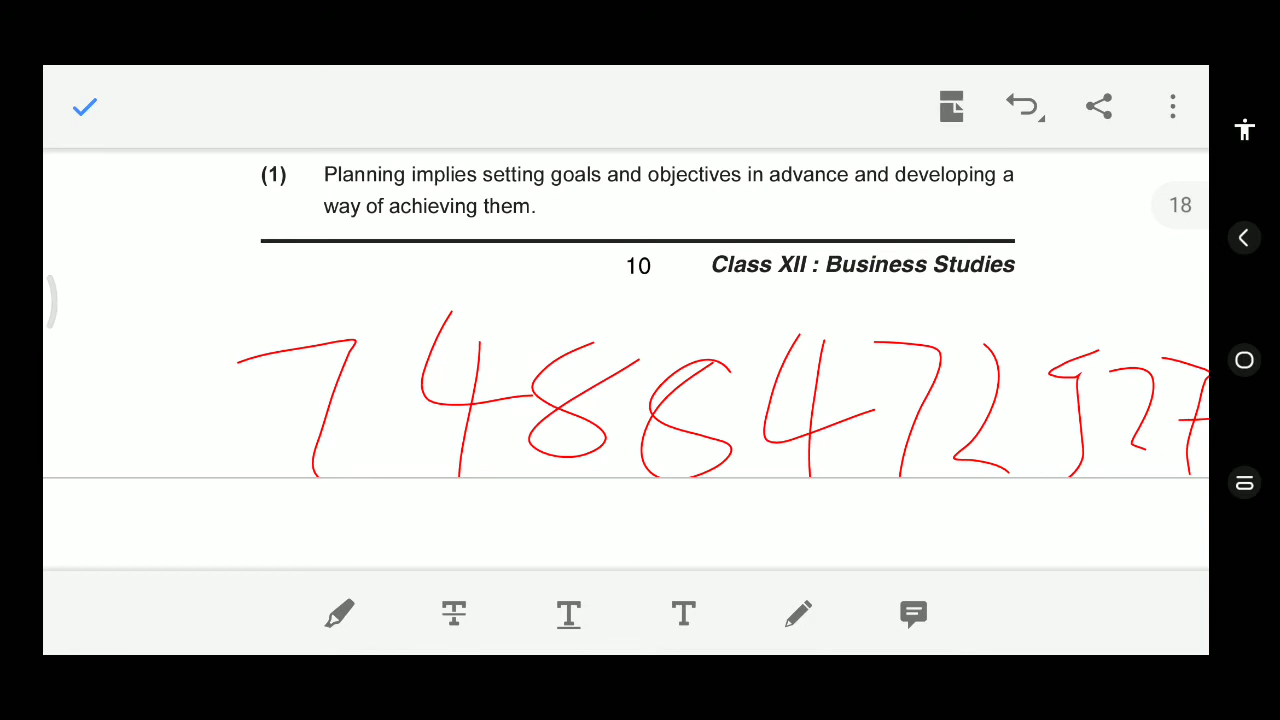 (1) Planning implies setting goals and objectives in advance and developing a
way of achieving them.
18
10 Class XII : Business Studies
7488472527